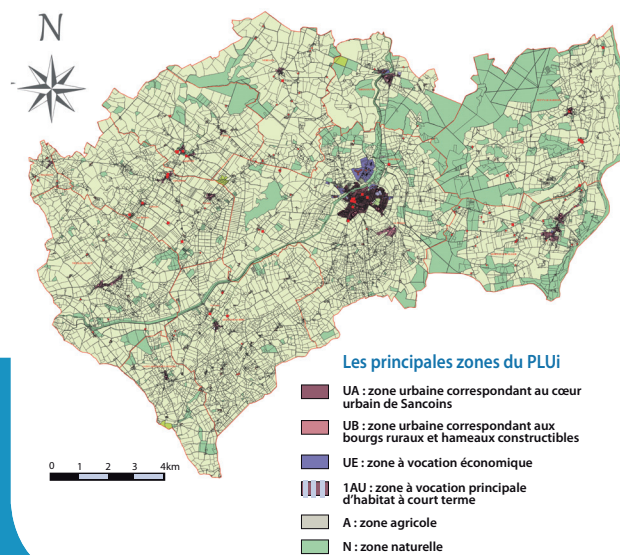 N
Les principales zones du PLUi
UA : zone urbaine correspondant au cœur
urbain de Sancoins
UB : zone urbaine correspondant aux
bourgs ruraux et hameaux constructibles
UE : zone à vocation économique
1AU : zone à vocation principale
d'habitat à court terme
A : zone agricole
N : zone naturelle
0 1 2 3 4km